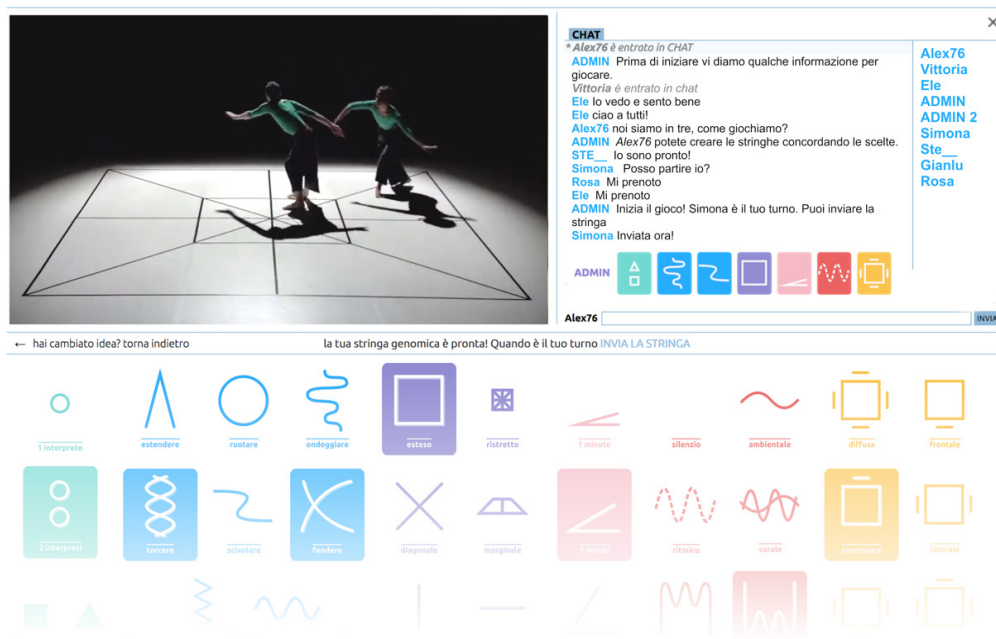 CHAT
* Alex76 è entrato in CHAT
ADMIN Prima di iniziare vi diamo qualche informazione per
giocare.
Vittoria è entrato in chat
Ele Io vedo e sento bene
Ele ciao a tutti!
Alex76 noi siamo in tre, come giochiamo?
ADMIN Alex76 potete creare le stringhe concordando le scelte.
STE__ Io sono pronto!
Simona Posso partire io?
Rosa Mi prenoto
Ele Mi prenoto
ADMIN Inizia il gioco! Simona è il tuo turno. Puoi inviare la
stringa
Simona Inviata ora!
ADMIN
Alex76
INVIA
Alex76
Vittoria
Ele
ADMIN
ADMIN 2
Simona
Ste__
Gianlu
Rosa
← hai cambiato idea? torna indietro
la tua stringa genomica è pronta! Quando è il tuo turno INVIA LA STRINGA
1 interprete
estendere
ruotare
ondeggiare
esteso
ristretto
1 minuto
silenzio
ambientale
diffusa
frontale
2 interpreti
torcere
scivolare
fendere
diagonale
marginale
2 minuti
ritmico
corale
controluce
laterale